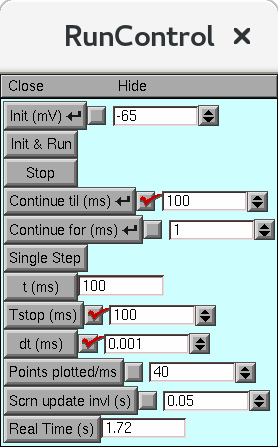 RunControl ×
Close Hide
Init (mV) -65
Init & Run
Stop
Continue til (ms) 100
Continue for (ms) 1
Single Step
t (ms) 100
Tstop (ms) 100
dt (ms) 0.001
Points plotted/ms 40
Scrn update invl (s) 0.05
Real Time (s) 1.72